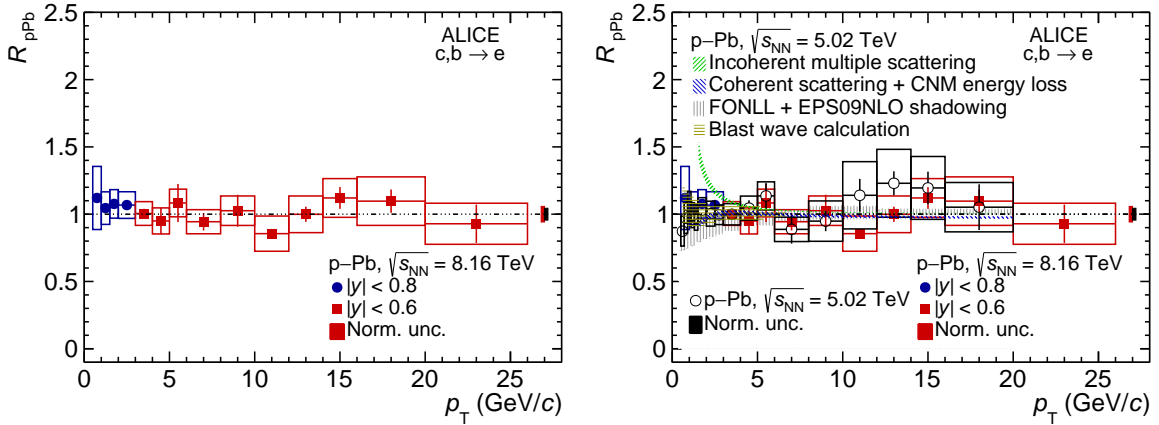 R_pPb
2.5
2
1.5
1
0.5
0
ALICE
c,b → e
p−Pb, √s_NN = 8.16 TeV
|y| < 0.8
|y| < 0.6
Norm. unc.
0 5 10 15 20 25
p_T (GeV/c)
R_pPb
2.5
2
1.5
1
0.5
0
p−Pb, √s_NN = 5.02 TeV
ALICE
c,b → e
Incoherent multiple scattering
Coherent scattering + CNM energy loss
FONLL + EPS09NLO shadowing
Blast wave calculation
p−Pb, √s_NN = 8.16 TeV
|y| < 0.8
|y| < 0.6
Norm. unc.
p−Pb, √s_NN = 5.02 TeV
Norm. unc.
0 5 10 15 20 25
p_T (GeV/c)